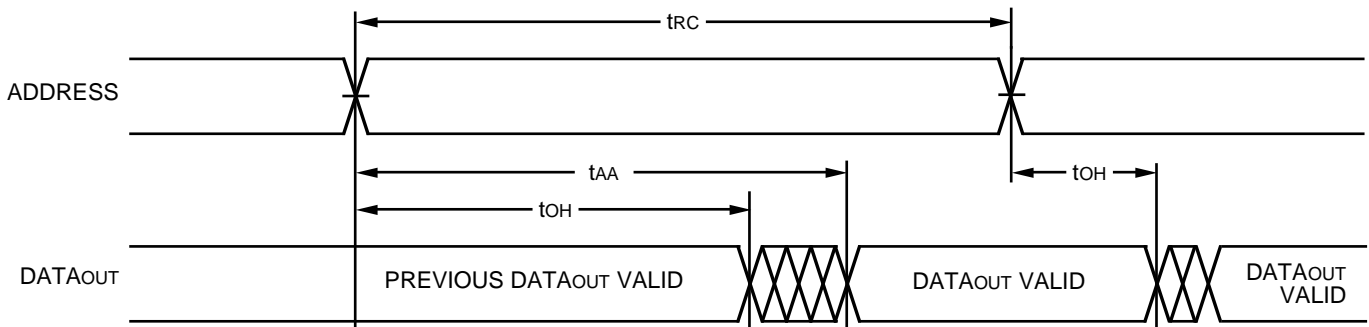 tRC
ADDRESS
tAA
tOH
tOH
DATAOUT
PREVIOUS DATAOUT VALID
DATAOUT VALID
DATAOUT
VALID